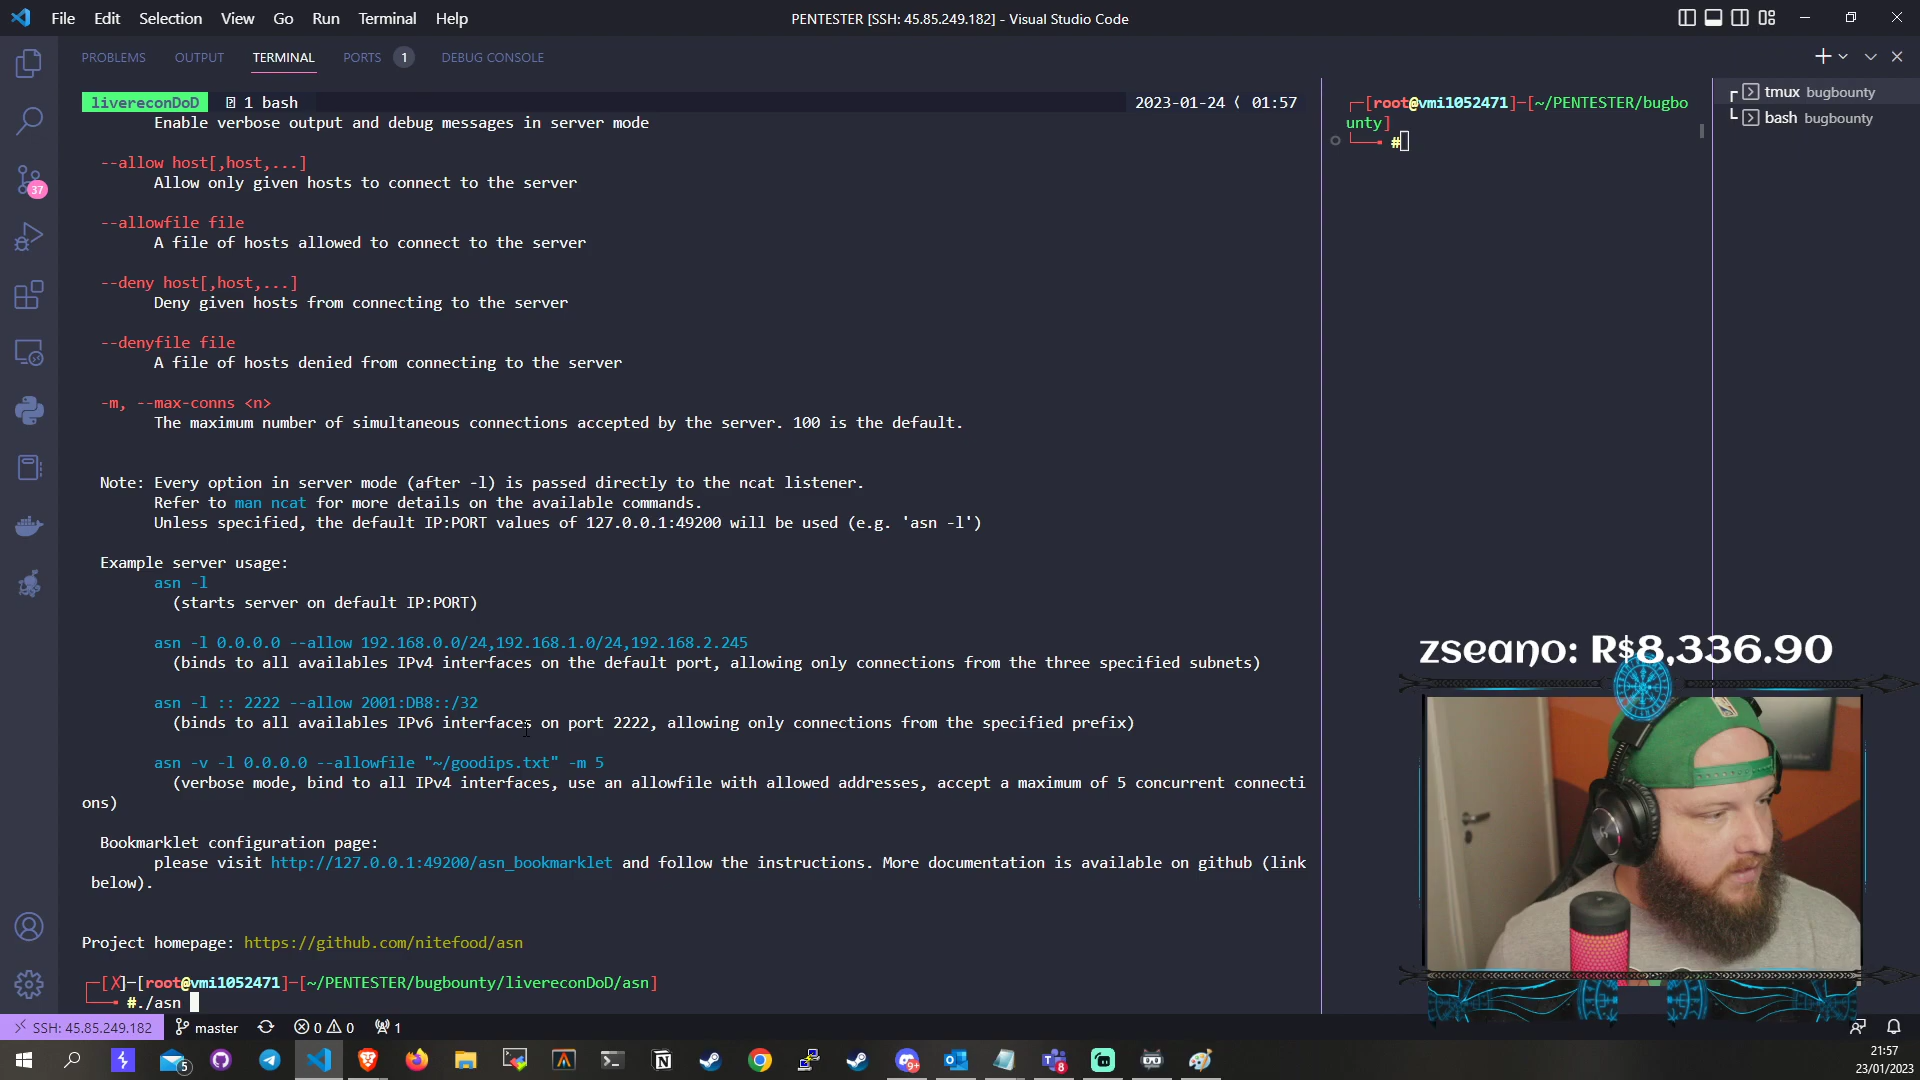 File Edit Selection View Go Run Terminal Help
PENTESTER [SSH: 45.85.249.182] - Visual Studio Code
PROBLEMS OUTPUT TERMINAL PORTS 1 DEBUG CONSOLE
livereconDoD 1 bash 2023-01-24 ⟨ 01:57
Enable verbose output and debug messages in server mode
--allow host[,host,...]
Allow only given hosts to connect to the server
--allowfile file
A file of hosts allowed to connect to the server
--deny host[,host,...]
Deny given hosts from connecting to the server
--denyfile file
A file of hosts denied from connecting to the server
-m, --max-conns <n>
The maximum number of simultaneous connections accepted by the server. 100 is the default.
Note: Every option in server mode (after -l) is passed directly to the ncat listener.
Refer to man ncat for more details on the available commands.
Unless specified, the default IP:PORT values of 127.0.0.1:49200 will be used (e.g. 'asn -l')
Example server usage:
asn -l
(starts server on default IP:PORT)
asn -l 0.0.0.0 --allow 192.168.0.0/24,192.168.1.0/24,192.168.2.245
(binds to all availables IPv4 interfaces on the default port, allowing only connections from the three specified subnets)
asn -l :: 2222 --allow 2001:DB8::/32
(binds to all availables IPv6 interfaces on port 2222, allowing only connections from the specified prefix)
asn -v -l 0.0.0.0 --allowfile "~/goodips.txt" -m 5
(verbose mode, bind to all IPv4 interfaces, use an allowfile with allowed addresses, accept a maximum of 5 concurrent connecti
ons)
Bookmarklet configuration page:
please visit http://127.0.0.1:49200/asn_bookmarklet and follow the instructions. More documentation is available on github (link
below).
Project homepage: https://github.com/nitefood/asn
┌─[✗]─[root@vmi1052471]─[~/PENTESTER/bugbounty/livereconDoD/asn]
└──╼ #./asn
┌─[root@vmi1052471]─[~/PENTESTER/bugbo
unty]
└──╼ #
tmux bugbounty
bash bugbounty
37
zseano: R$8,336.90
SSH: 45.85.249.182 master 0 0 1
5
9+
8
21:57
23/01/2023